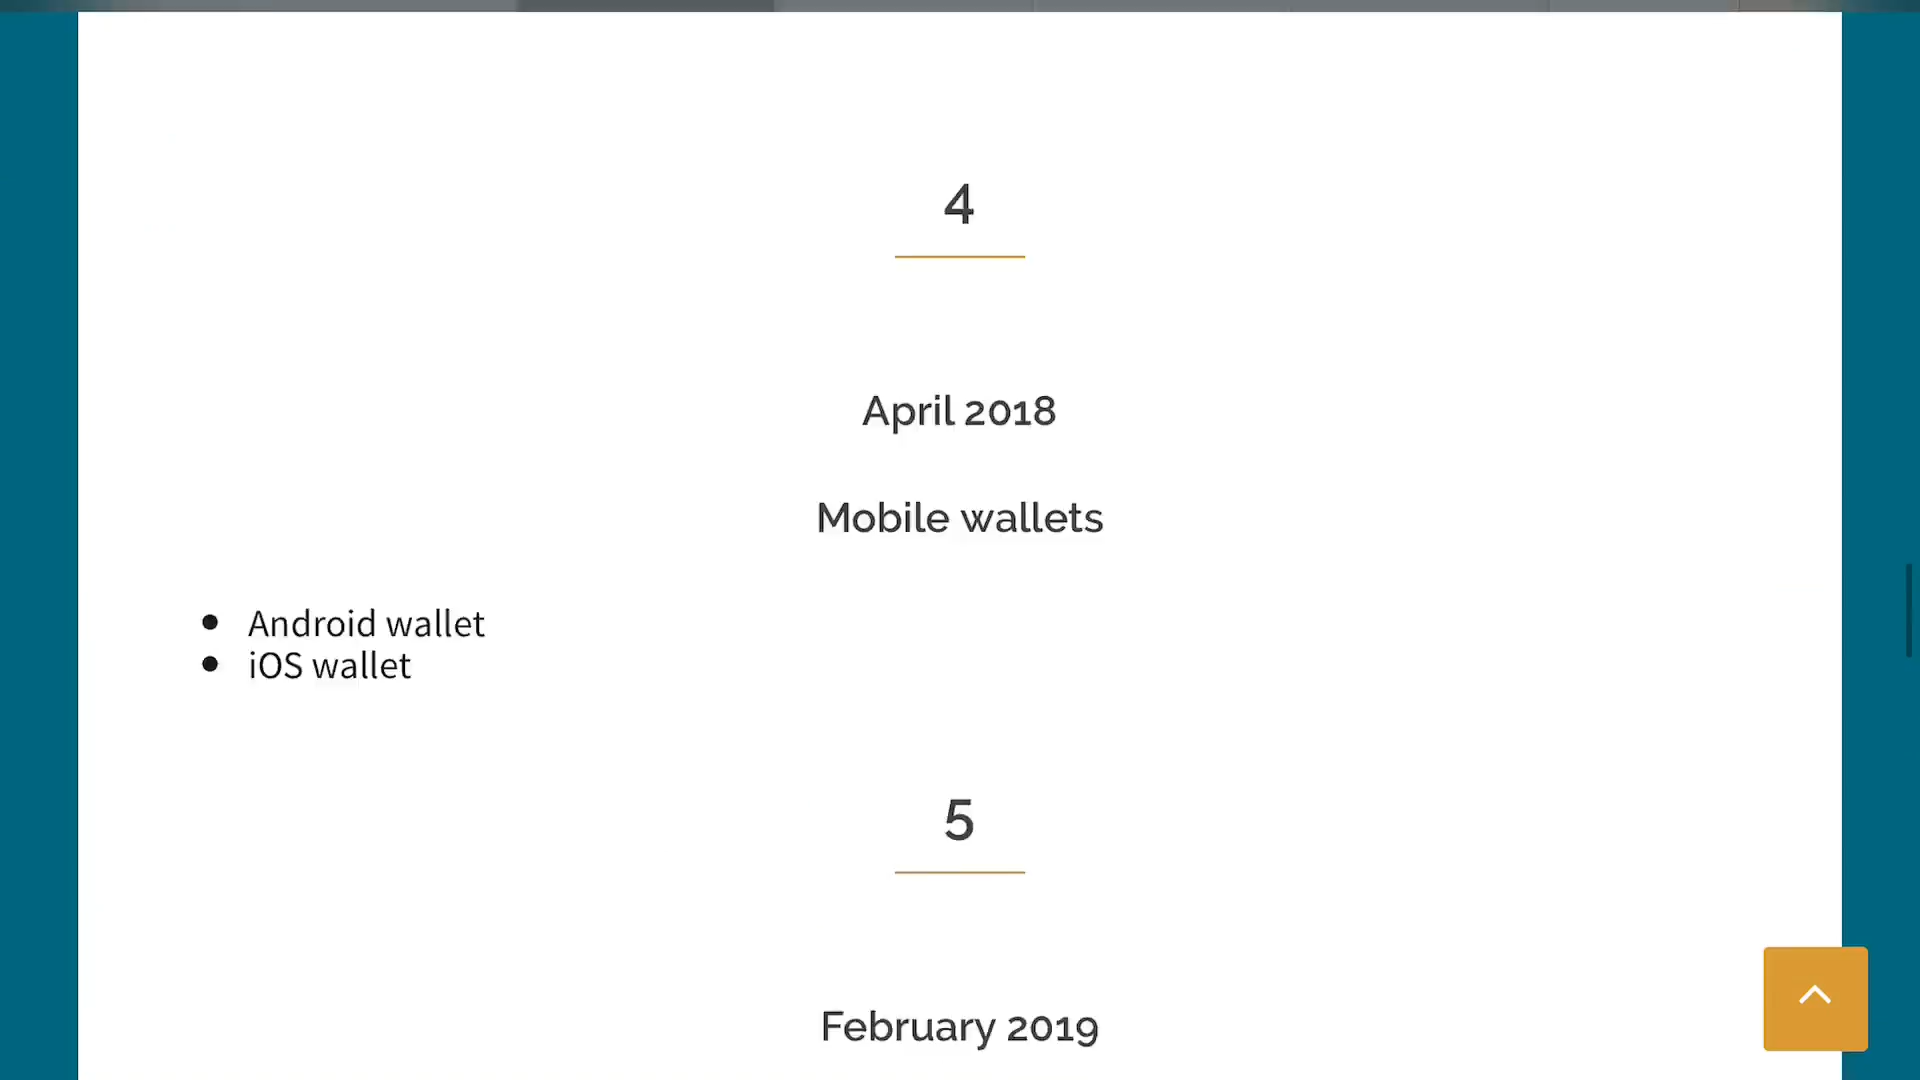 4
April 2018
Mobile wallets
Android wallet
iOS wallet
5
February 2019